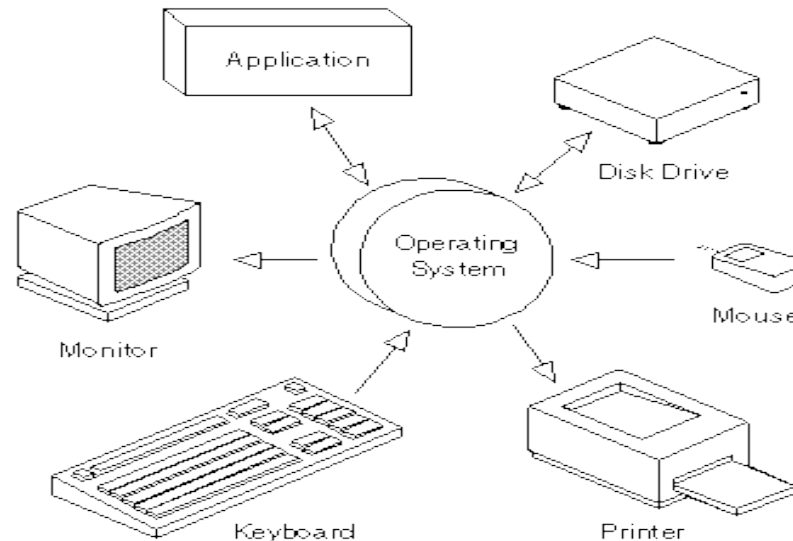 Application
Disk Drive
Operating
System
Mouse
Monitor
Keyboard
Printer